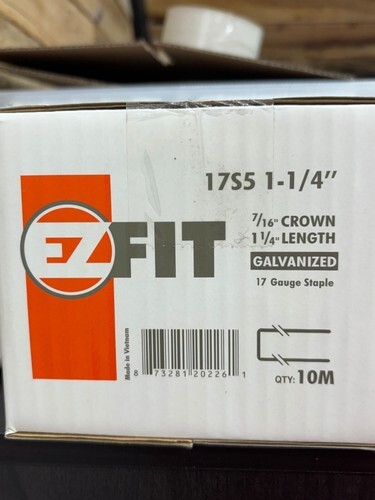 17S5 1-1/4"
EZ FIT
7/16" CROWN
1 1/4" LENGTH
GALVANIZED
17 Gauge Staple
Made in Vietnam
0 73281 20226 1
QTY: 10M